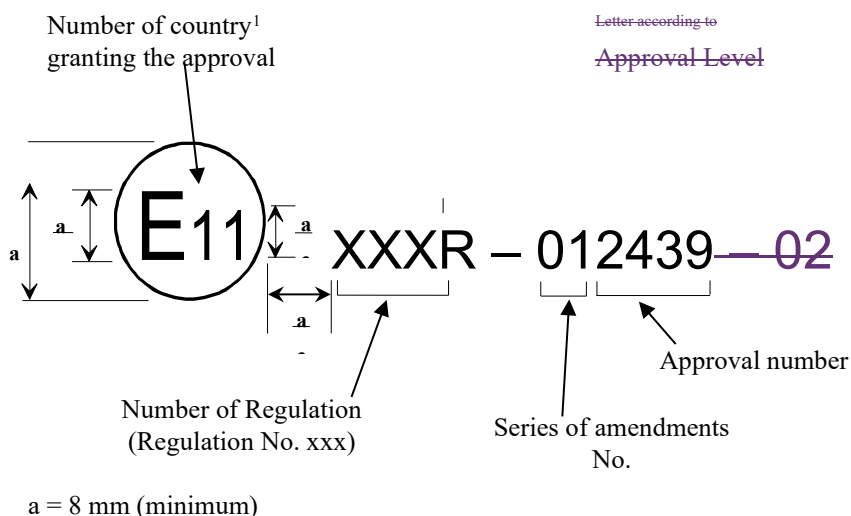 Number of country1
granting the approval
Letter according to
Approval Level
E11
a
a
a
a
XXXR – 012439 – 02
Approval number
Number of Regulation
(Regulation No. xxx)
Series of amendments
No.
a = 8 mm (minimum)